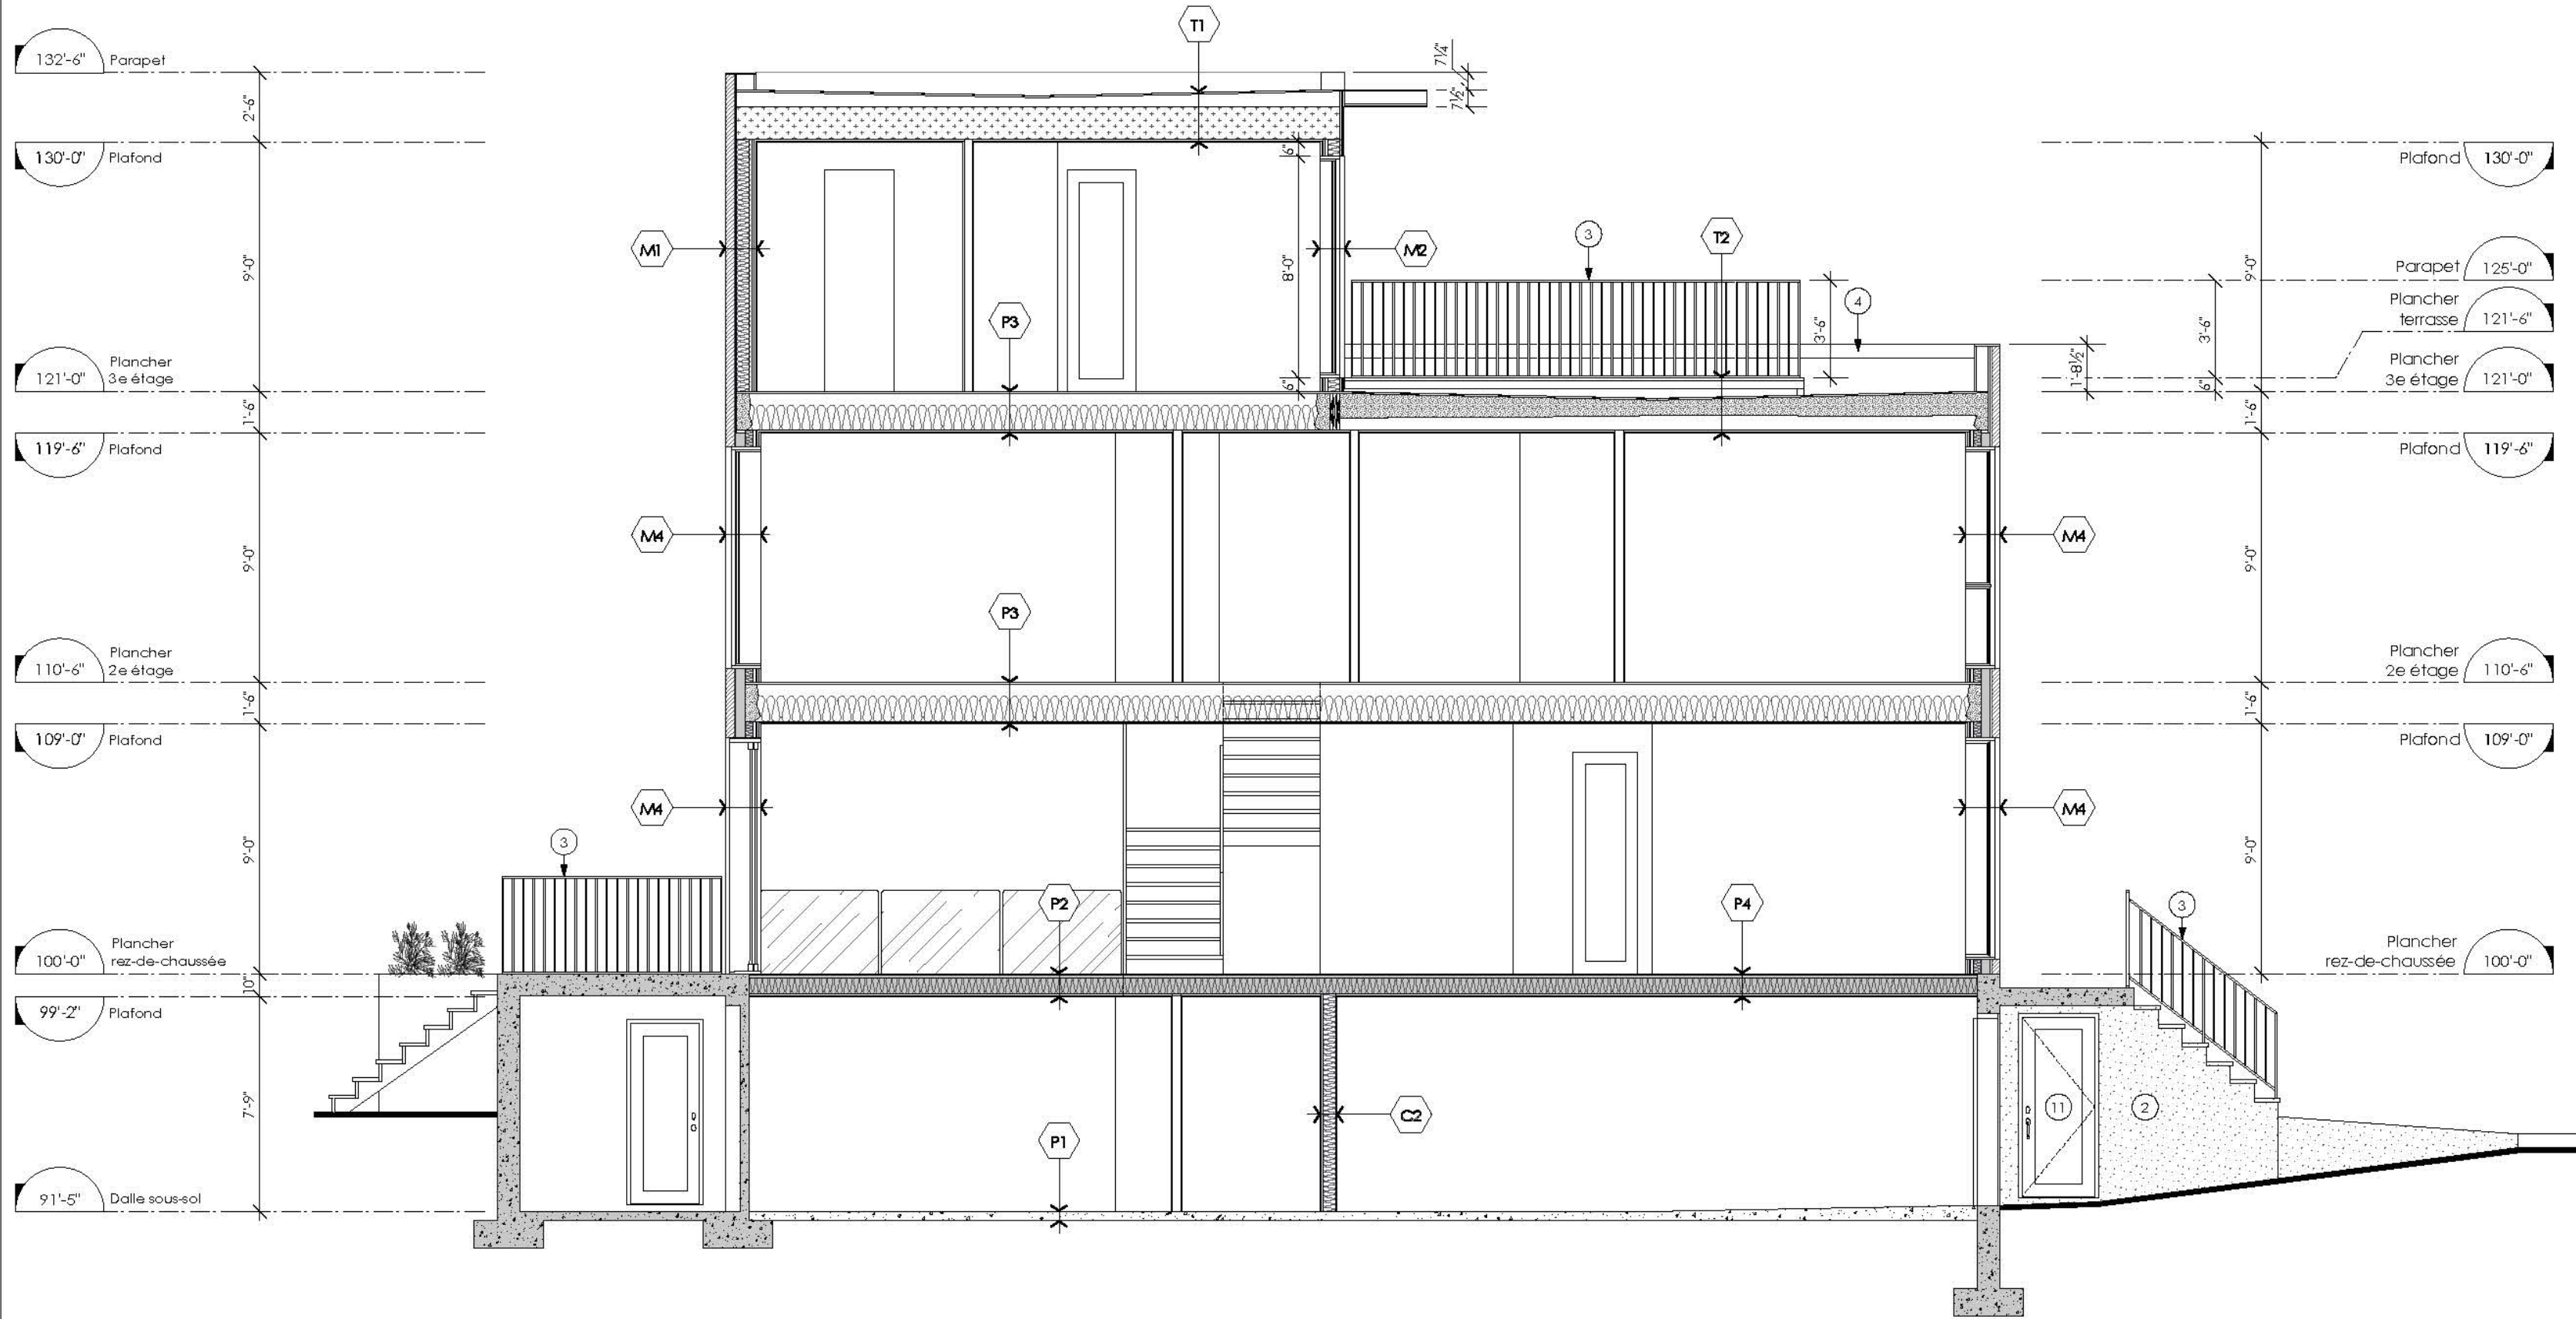 T1
132'-6" Parapet
7¼"
7½"
2'-6"
130'-0" Plafond
Plafond 130'-0"
6"
M1
M2
3
T2
9'-0"
8'-0"
9'-0"
Parapet 125'-0"
4
P3
Plancher
terrasse 121'-6"
3'-6"
3'-6"
Plancher
121'-0" 3e étage
1'-8½"
Plancher
3e étage 121'-0"
6"
6"
1'-6"
1'-6"
119'-6" Plafond
Plafond 119'-6"
M4
M4
9'-0"
9'-0"
P3
Plancher
110'-6" 2e étage
Plancher
2e étage 110'-6"
1'-6"
1'-6"
109'-0" Plafond
Plafond 109'-0"
M4
M4
3
9'-0"
9'-0"
P2
P4
3
Plancher
100'-0" rez-de-chaussée
Plancher
rez-de-chaussée 100'-0"
10"
99'-2" Plafond
7'-9"
C2
11
2
P1
91'-5" Dalle sous-sol